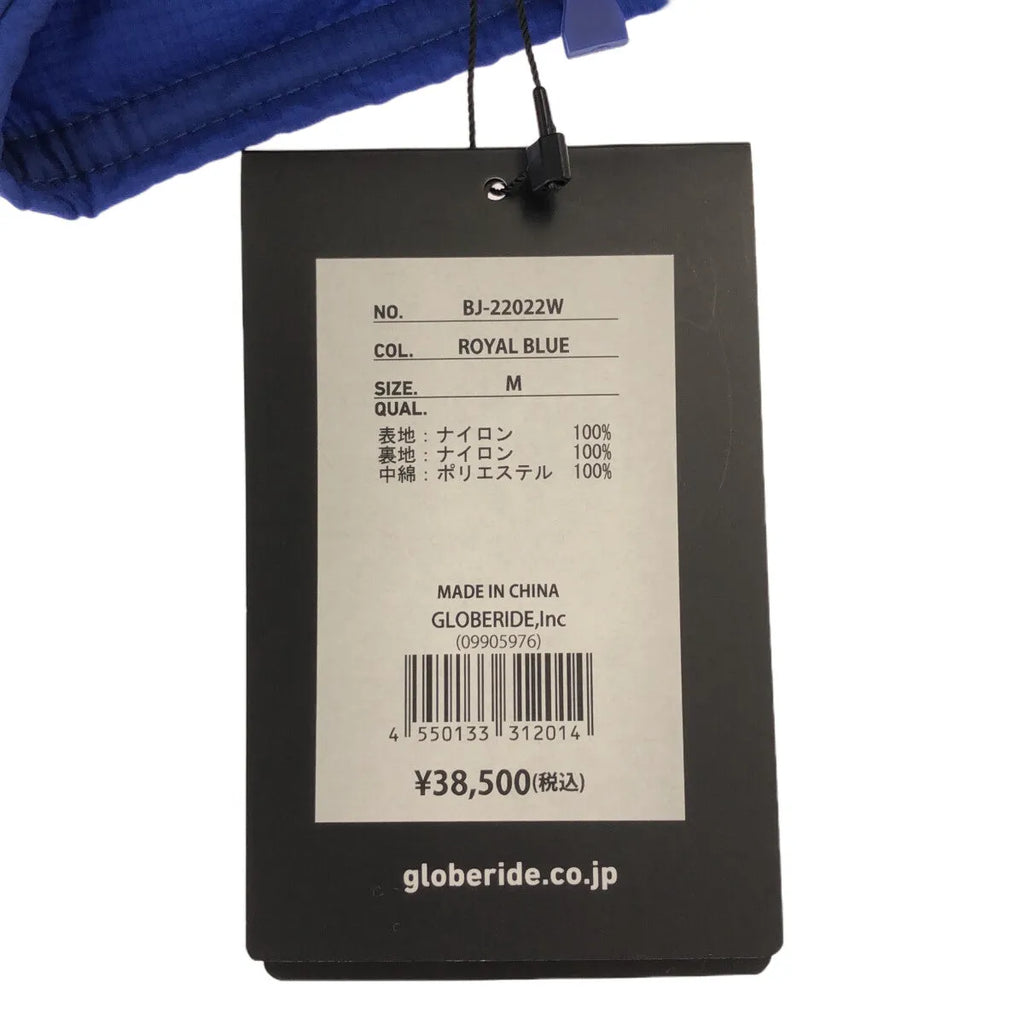 NO. BJ-22022W
COL. ROYAL BLUE
SIZE. M
QUAL.
表地：ナイロン 100%
裏地：ナイロン 100%
中綿：ポリエステル 100%
MADE IN CHINA
GLOBERIDE,Inc
(09905976)
4 550133 312014
¥38,500(税込)
globeride.co.jp